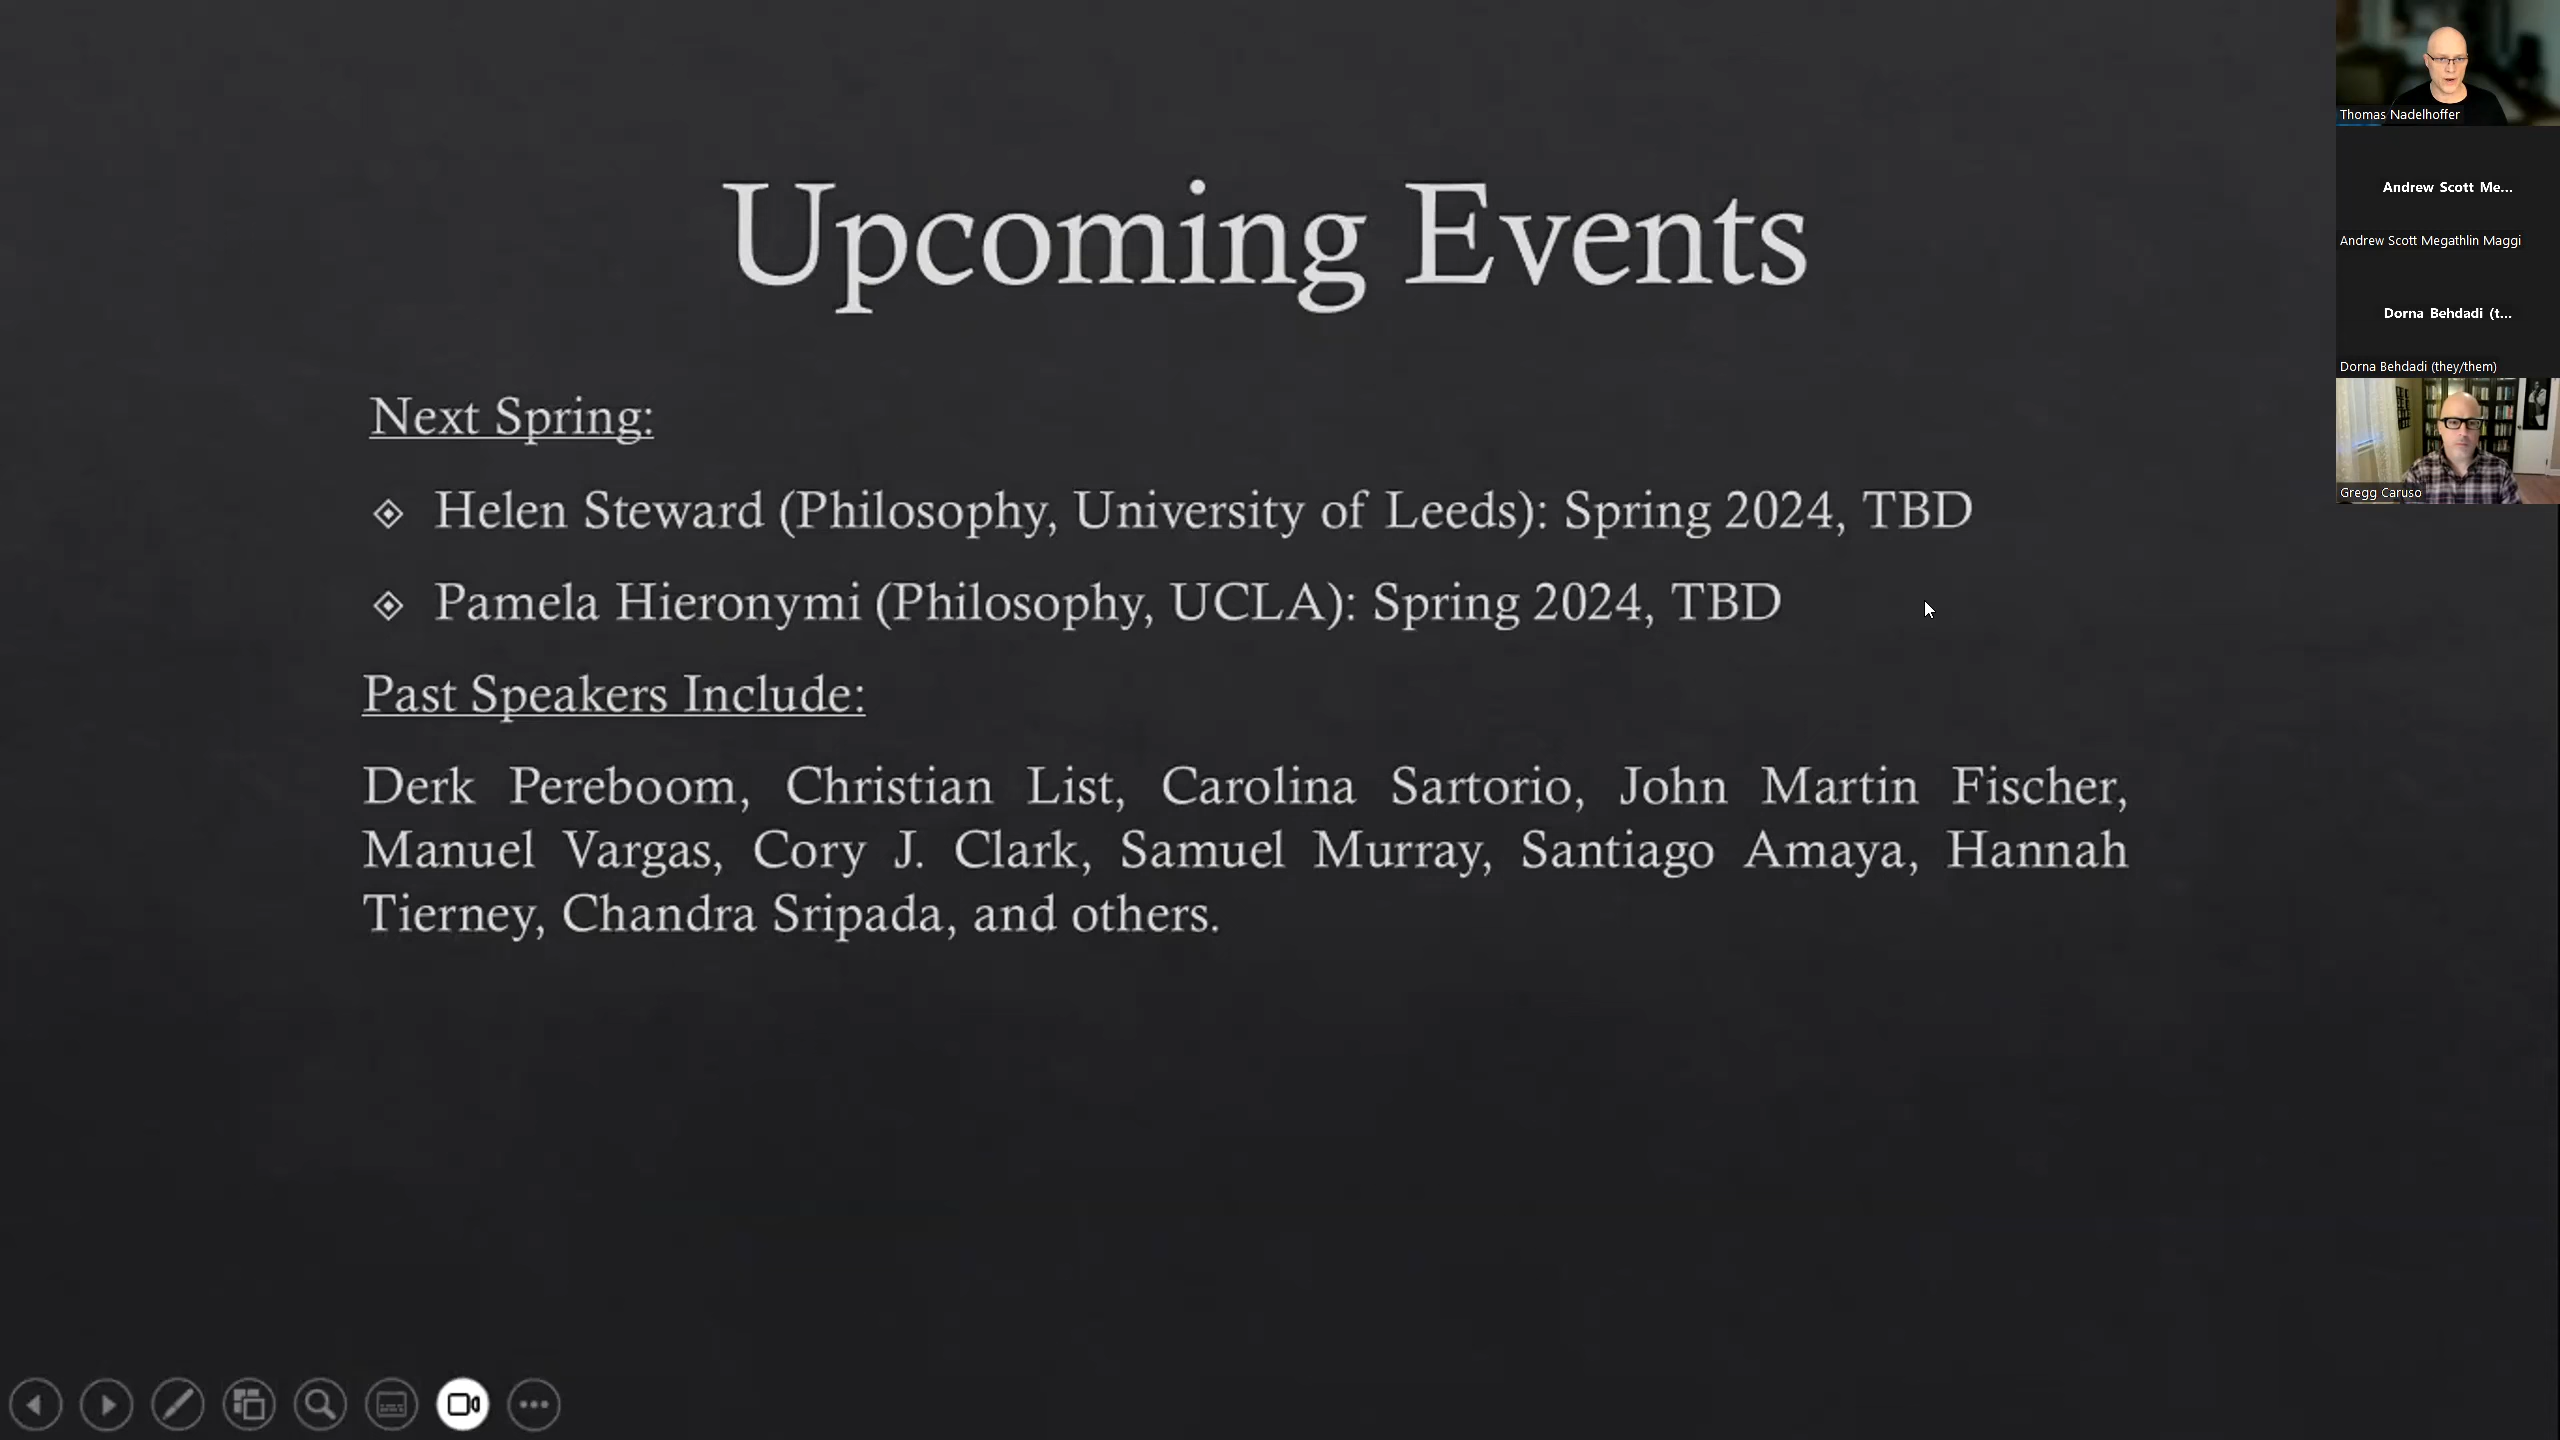 Upcoming Events
Next Spring:
Helen Steward (Philosophy, University of Leeds): Spring 2024, TBD
Pamela Hieronymi (Philosophy, UCLA): Spring 2024, TBD
Past Speakers Include:
Derk Pereboom, Christian List, Carolina Sartorio, John Martin Fischer,
Manuel Vargas, Cory J. Clark, Samuel Murray, Santiago Amaya, Hannah
Tierney, Chandra Sripada, and others.
Thomas Nadelhoffer
Andrew Scott Me...
Andrew Scott Megathlin Maggi
Dorna Behdadi (t...
Dorna Behdadi (they/them)
Gregg Caruso